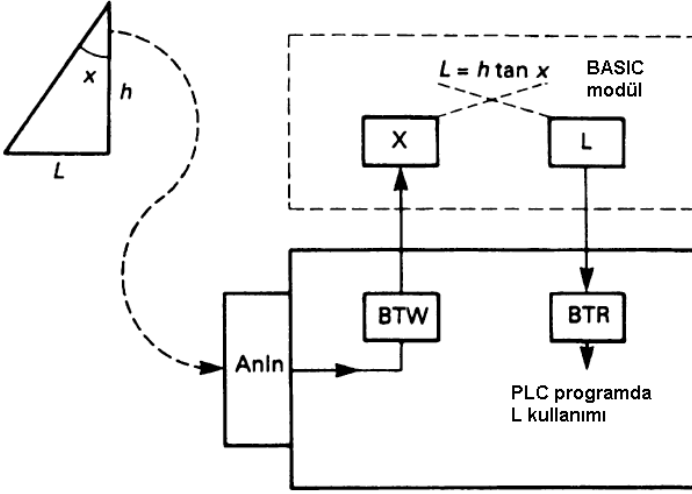 x
h
L
L = h tan x
BASIC
modül
X
L
BTW
BTR
AnIn
PLC programda
L kullanımı